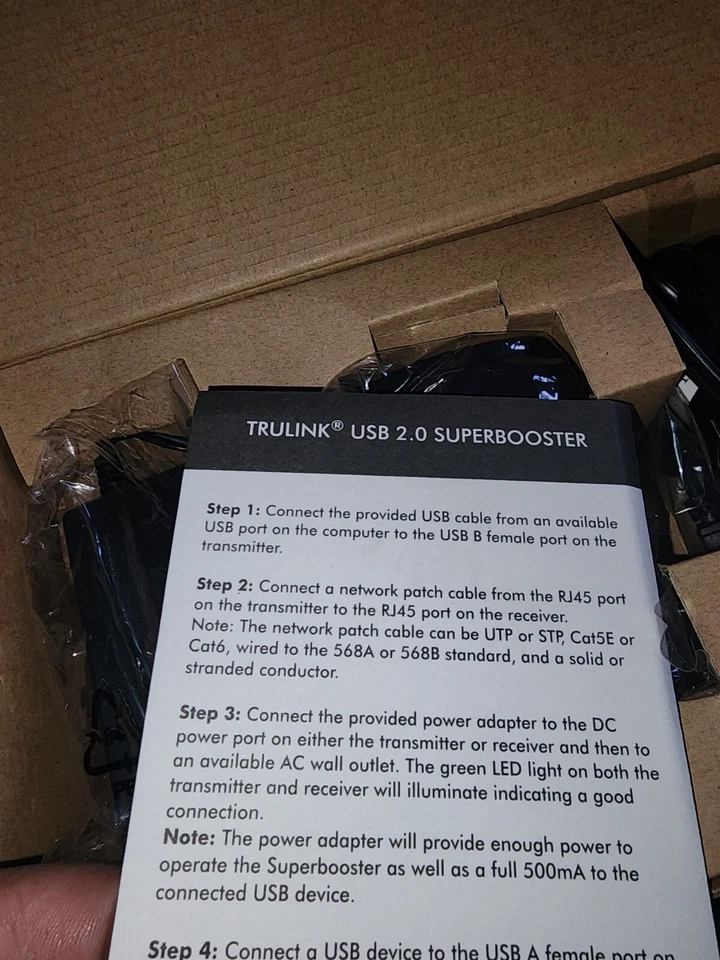 TRULINK® USB 2.0 SUPERBOOSTER
Step 1: Connect the provided USB cable from an available
USB port on the computer to the USB B female port on the
transmitter.
Step 2: Connect a network patch cable from the RJ45 port
on the transmitter to the RJ45 port on the receiver.
Note: The network patch cable can be UTP or STP, Cat5E or
Cat6, wired to the 568A or 568B standard, and a solid or
stranded conductor.
Step 3: Connect the provided power adapter to the DC
power port on either the transmitter or receiver and then to
an available AC wall outlet. The green LED light on both the
transmitter and receiver will illuminate indicating a good
connection.
Note: The power adapter will provide enough power to
operate the Superbooster as well as a full 500mA to the
connected USB device.
Step 4: Connect a USB device to the USB A female port on